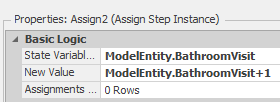 Properties: Assign2 (Assign Step Instance)
Basic Logic
State Variabl... ModelEntity.BathroomVisit
New Value ModelEntity.BathroomVisit+1
Assignments ... 0 Rows